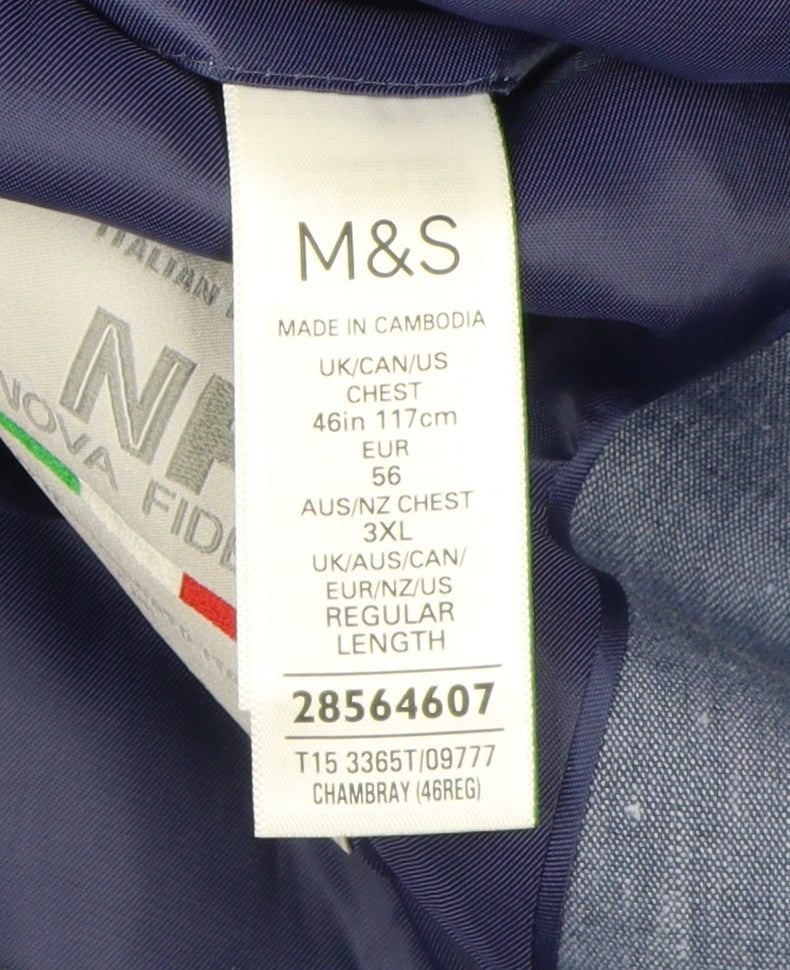 M&S
MADE IN CAMBODIA
UK/CAN/US
CHEST
46in 117cm
EUR
56
AUS/NZ CHEST
3XL
UK/AUS/CAN/
EUR/NZ/US
REGULAR
LENGTH
28564607
T15 3365T/09777
CHAMBRAY (46REG)
ITALIAN
NOVA